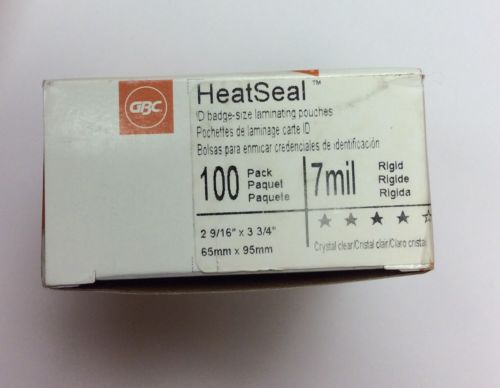 GBC
HeatSeal™
ID badge-size laminating pouches
Pochettes de laminage carte ID
Bolsas para enmicar credenciales de identificación
100 Pack
Paquet
Paquete
7mil Rigid
Rigide
Rigida
2 9/16" x 3 3/4"
65mm x 95mm
Crystal clear/Cristal clair/Claro cristal